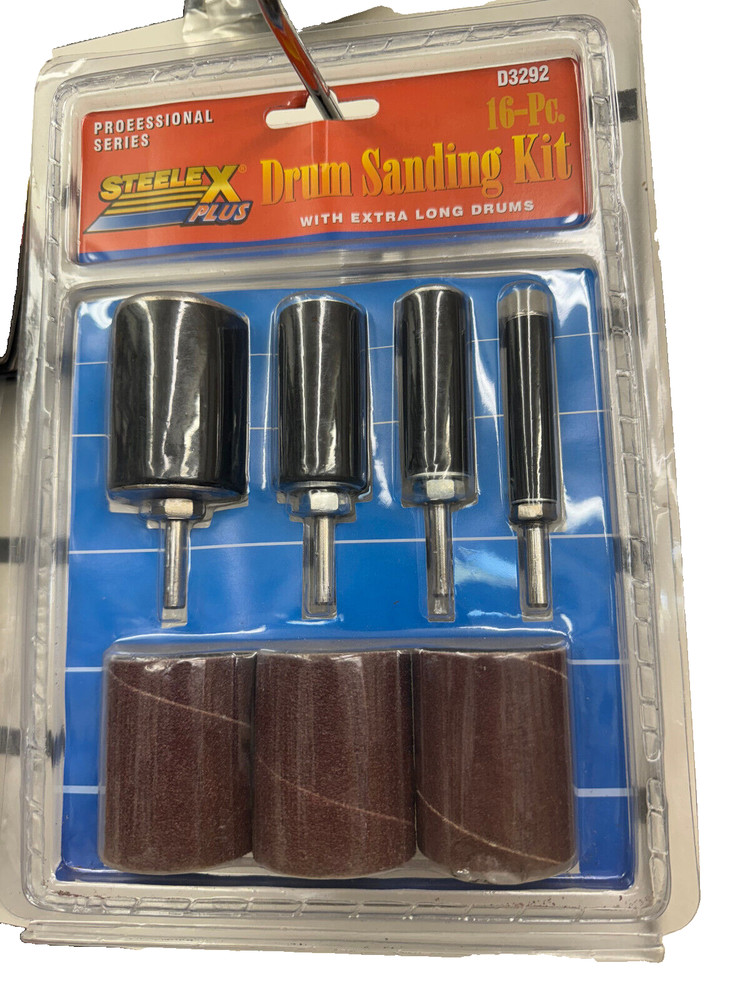 D3292
PROEESSIONAL
SERIES
16-Pc.
STEELEX®
PLUS
Drum Sanding Kit
WITH EXTRA LONG DRUMS